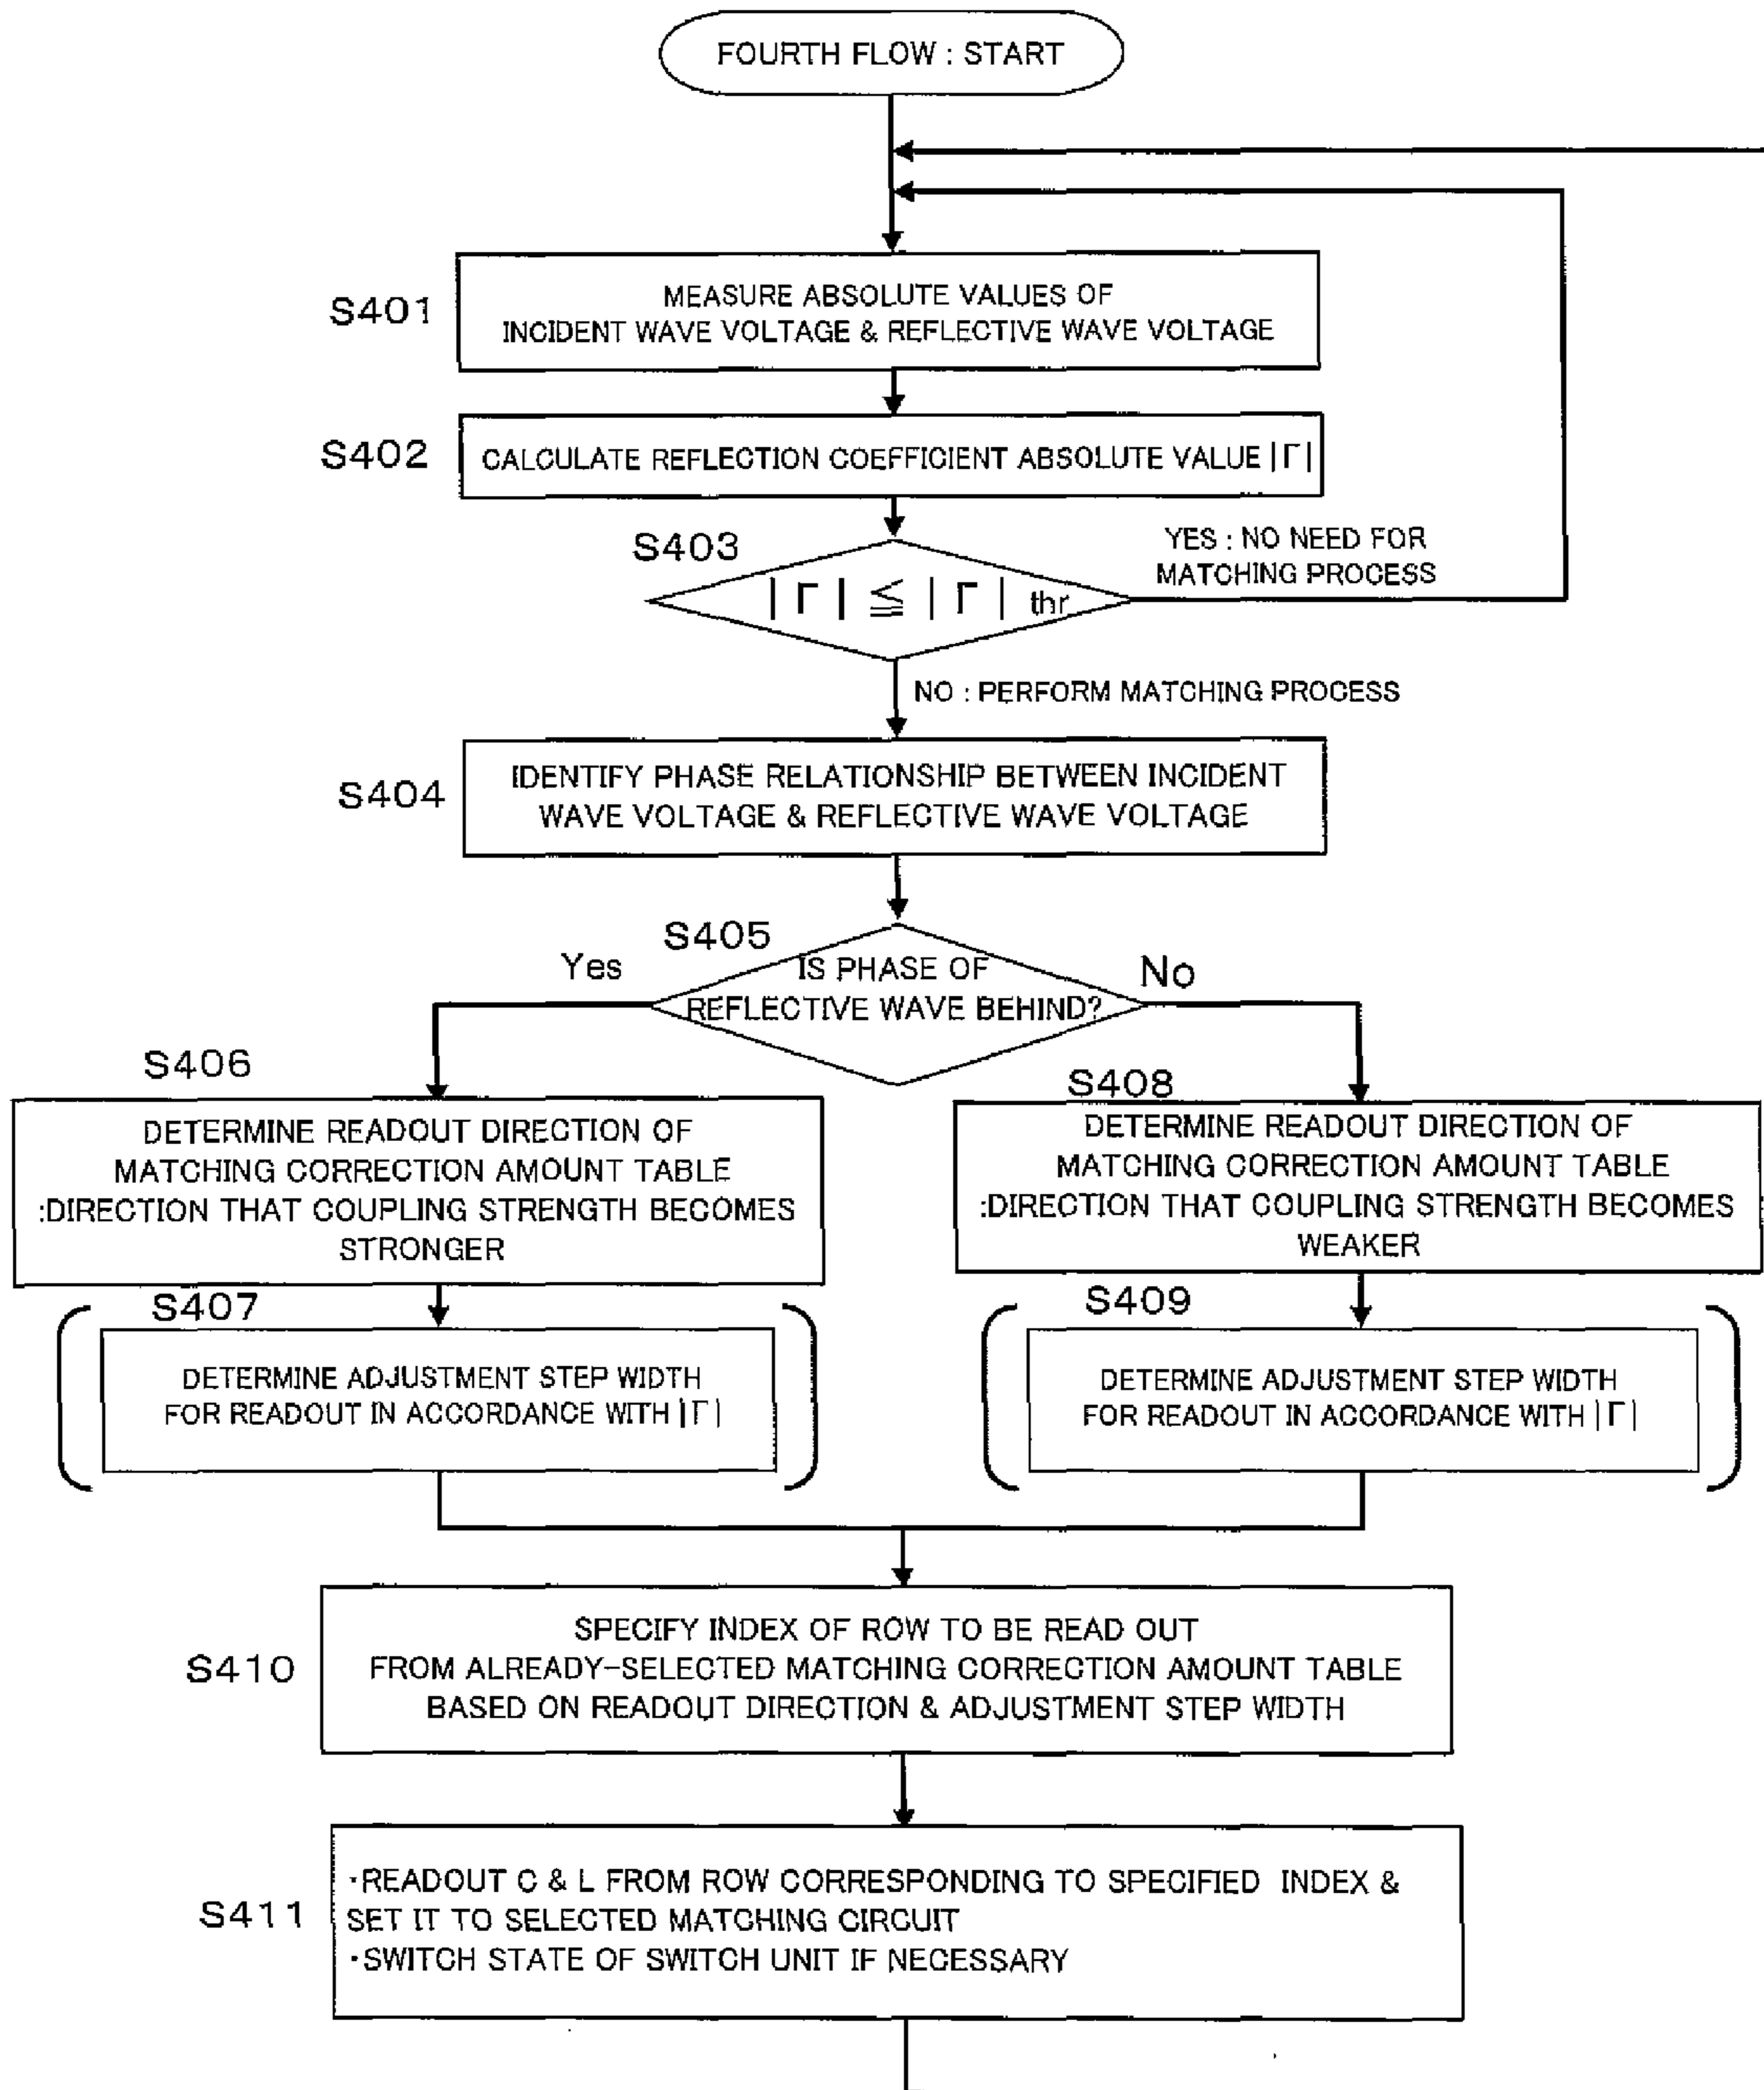 FOURTH FLOW : START
S401
MEASURE ABSOLUTE VALUES OF
INCIDENT WAVE VOLTAGE & REFLECTIVE WAVE VOLTAGE
S402
CALCULATE REFLECTION COEFFICIENT ABSOLUTE VALUE |Γ|
S403
|Γ| ≦ |Γ| thr
YES : NO NEED FOR
MATCHING PROCESS
NO : PERFORM MATCHING PROCESS
S404
IDENTIFY PHASE RELATIONSHIP BETWEEN INCIDENT
WAVE VOLTAGE & REFLECTIVE WAVE VOLTAGE
S405
Yes
IS PHASE OF
REFLECTIVE WAVE BEHIND?
No
S406
DETERMINE READOUT DIRECTION OF
MATCHING CORRECTION AMOUNT TABLE
:DIRECTION THAT COUPLING STRENGTH BECOMES
STRONGER
S408
DETERMINE READOUT DIRECTION OF
MATCHING CORRECTION AMOUNT TABLE
:DIRECTION THAT COUPLING STRENGTH BECOMES
WEAKER
S407
DETERMINE ADJUSTMENT STEP WIDTH
FOR READOUT IN ACCORDANCE WITH |Γ|
S409
DETERMINE ADJUSTMENT STEP WIDTH
FOR READOUT IN ACCORDANCE WITH |Γ|
S410
SPECIFY INDEX OF ROW TO BE READ OUT
FROM ALREADY-SELECTED MATCHING CORRECTION AMOUNT TABLE
BASED ON READOUT DIRECTION & ADJUSTMENT STEP WIDTH
S411
･READOUT C & L FROM ROW CORRESPONDING TO SPECIFIED INDEX &
SET IT TO SELECTED MATCHING CIRCUIT
･SWITCH STATE OF SWITCH UNIT IF NECESSARY